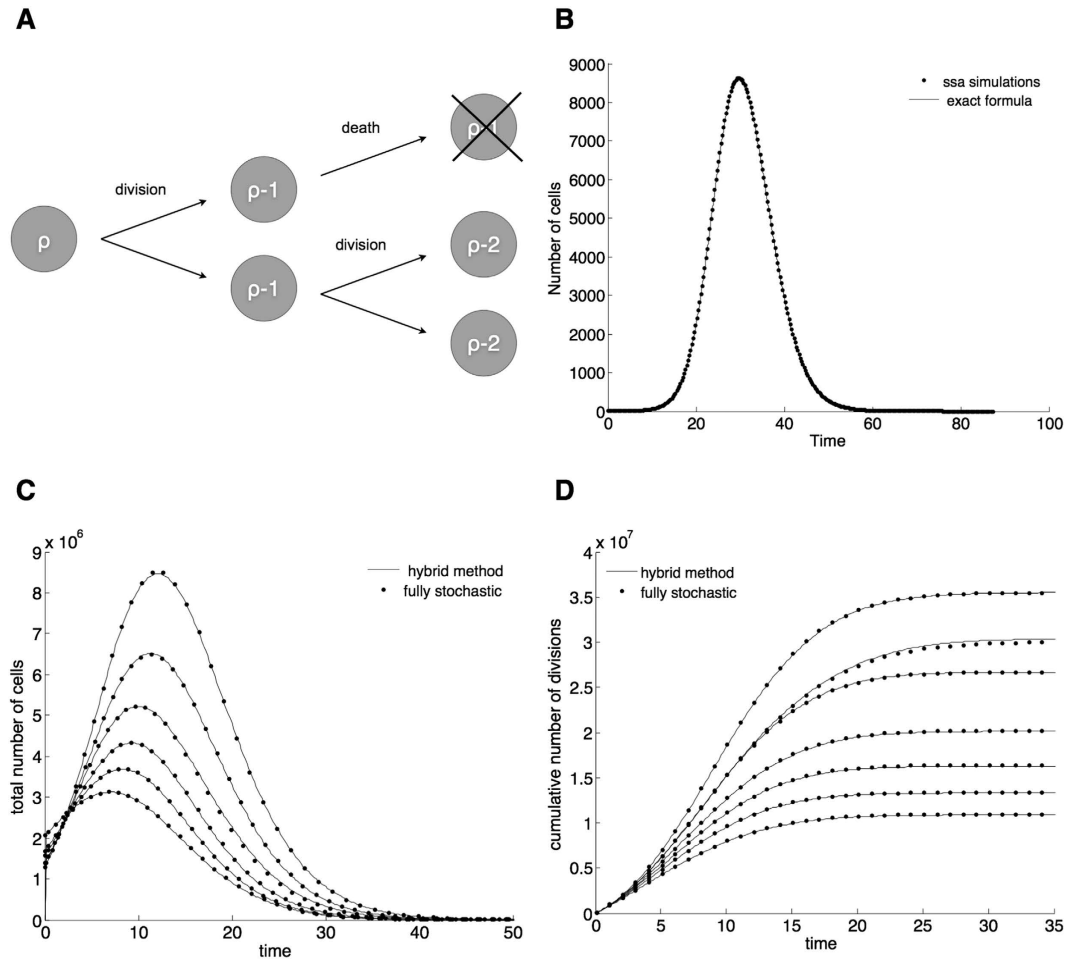 A
ρ
division
ρ-1
ρ-1
death
division
ρ-1
ρ-2
ρ-2
B
9000
8000
7000
6000
5000
4000
3000
2000
1000
0
Number of cells
0 20 40 60 80 100
Time
ssa simulations
exact formula
C
x 10^6
9
8
7
6
5
4
3
2
1
0
total number of cells
0 10 20 30 40 50
time
hybrid method
fully stochastic
D
x 10^7
4
3.5
3
2.5
2
1.5
1
0.5
0
cumulative number of divisions
0 5 10 15 20 25 30 35
time
hybrid method
fully stochastic